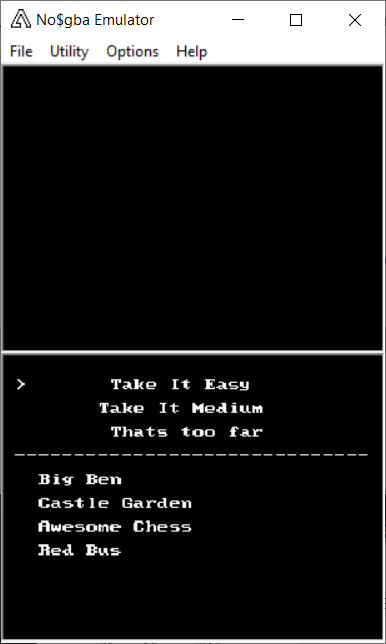 No$gba Emulator
File Utility Options Help
> Take It Easy
Take It Medium
Thats too far
------------------------------
Big Ben
Castle Garden
Awesome Chess
Red Bus